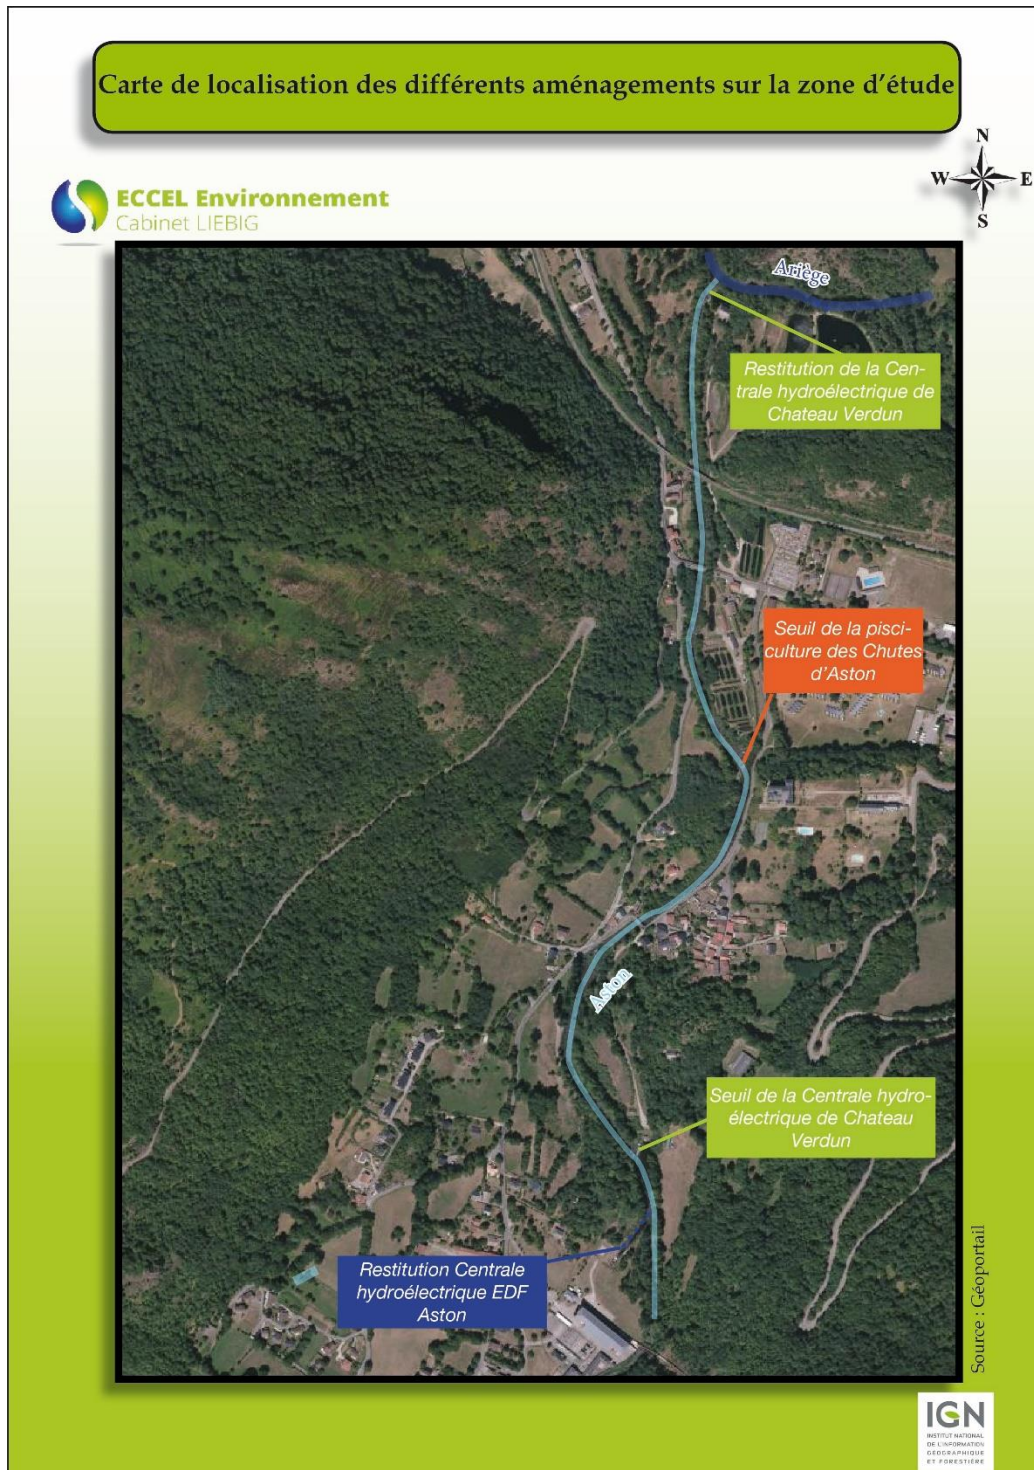 Carte de localisation des différents aménagements sur la zone d'étude
N
W
E
S
ECCEL Environnement
Cabinet LIEBIG
Ariège
Restitution de la Cen-
trale hydroélectrique de
Chateau Verdun
Seuil de la pisci-
culture des Chutes
d'Aston
Aston
Seuil de la Centrale hydro-
électrique de Chateau
Verdun
Restitution Centrale
hydroélectrique EDF
Aston
Source : Géoportail
IGN
INSTITUT NATIONAL
DE L'INFORMATION
GÉOGRAPHIQUE
ET FORESTIÈRE